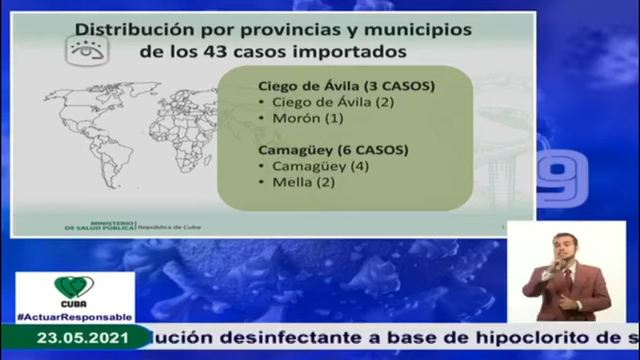 Distribución por provincias y municipios
de los 43 casos importados
Ciego de Ávila (3 CASOS)
• Ciego de Ávila (2)
• Morón (1)
Camagüey (6 CASOS)
• Camagüey (4)
• Mella (2)
MINISTERIO
DE SALUD PÚBLICA
República de Cuba
9
CUBA
#ActuarResponsable
23.05.2021
lución desinfectante a base de hipoclorito de s